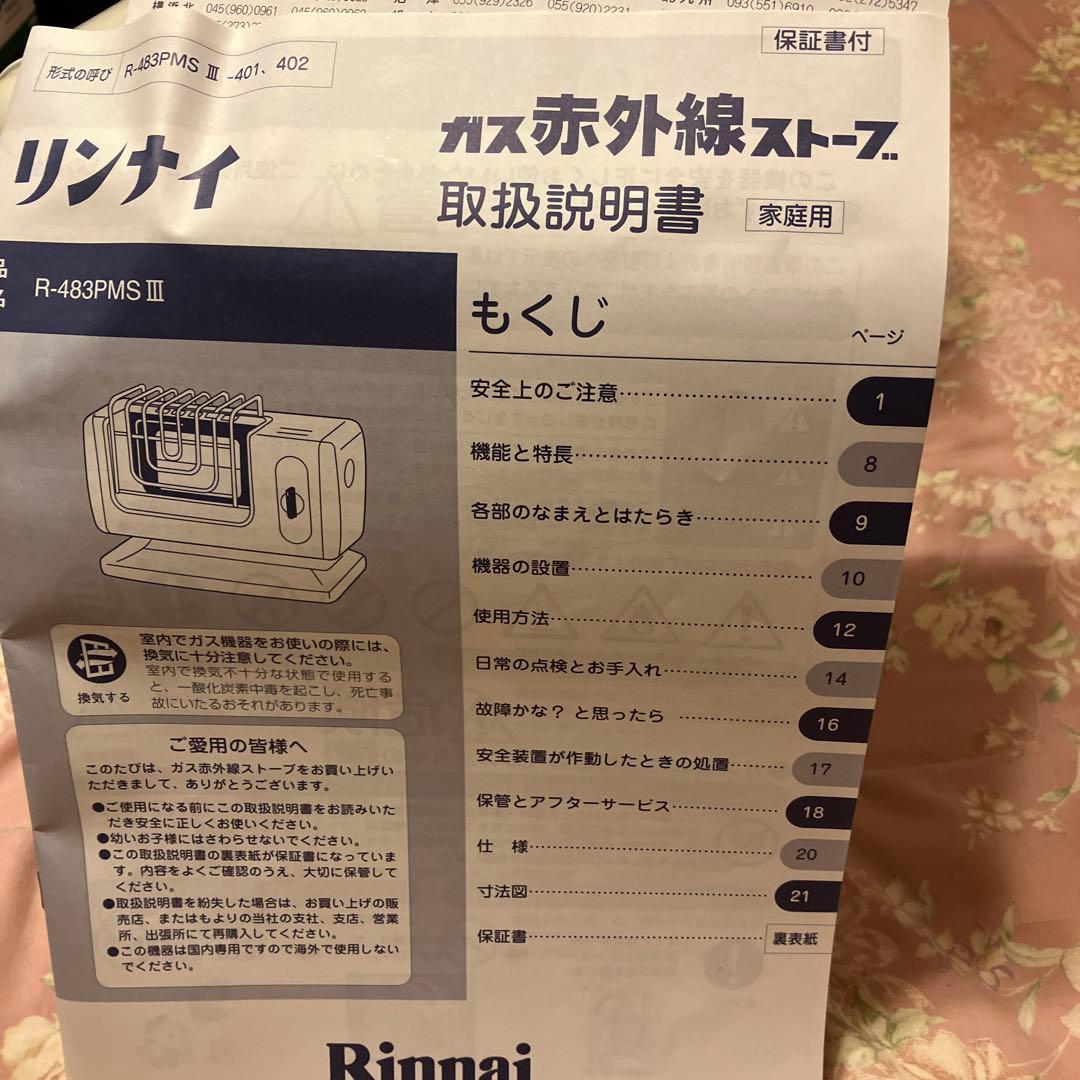 横浜北 045(960)0961
055(929)2326 055(920)2231
093(551)6910
(272)5347
保証書付
形式の呼び R-483PMS Ⅲ -401、402
リンナイ
ガス赤外線ストーブ
取扱説明書 家庭用
品名 R-483PMSⅢ
もくじ
ページ
安全上のご注意 1
機能と特長 8
各部のなまえとはたらき 9
機器の設置 10
使用方法 12
日常の点検とお手入れ 14
故障かな? と思ったら 16
安全装置が作動したときの処置 17
保管とアフターサービス 18
仕 様 20
寸法図 21
保証書 裏表紙
換気する
室内でガス機器をお使いの際には、
換気に十分注意してください。
室内で換気不十分な状態で使用する
と、一酸化炭素中毒を起こし、死亡事
故にいたるおそれがあります。
ご愛用の皆様へ
このたびは、ガス赤外線ストーブをお買い上げい
ただきまして、ありがとうございます。
●ご使用になる前にこの取扱説明書をお読みいた
だき安全に正しくお使いください。
●幼いお子様にはさわらせないでください。
●この取扱説明書の裏表紙が保証書になっていま
す。内容をよくご確認のうえ、大切に保管して
ください。
●取扱説明書を紛失した場合は、お買い上げの販
売店、またはもよりの当社の支社、支店、営業
所、出張所にて再購入してください。
●この機器は国内専用ですので海外で使用しない
でください。
Rinnai